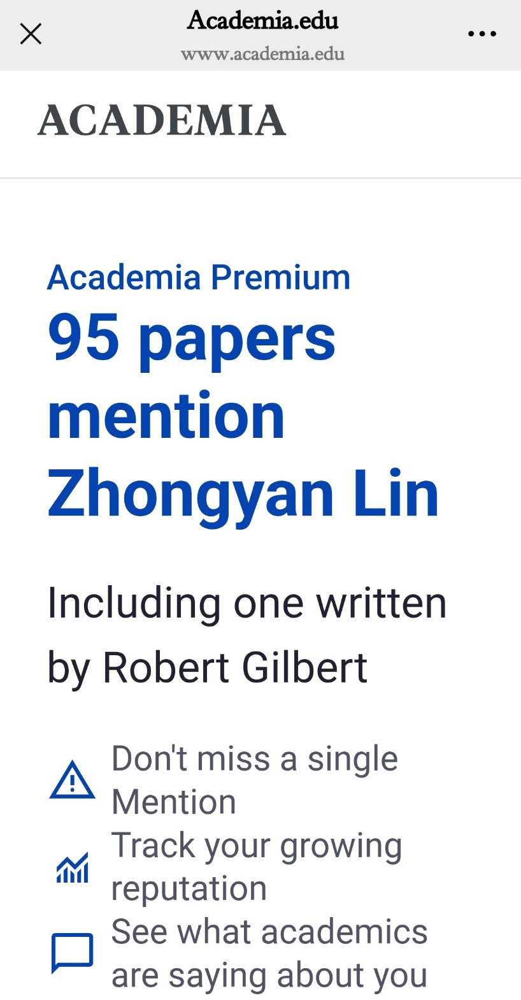 Academia.edu
www.academia.edu
ACADEMIA
Academia Premium
95 papers
mention
Zhongyan Lin
Including one written
by Robert Gilbert
Don't miss a single
Mention
Track your growing
reputation
See what academics
are saying about you